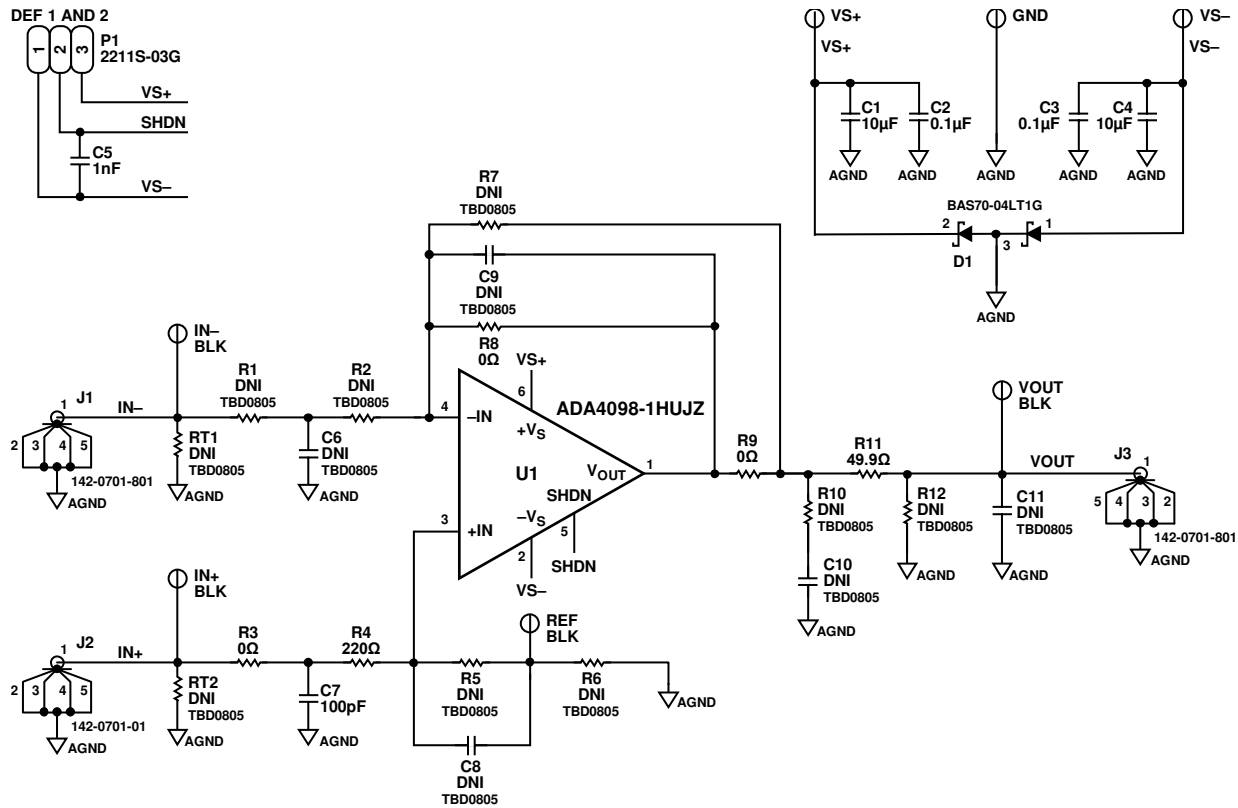 DEF 1 AND 2
1 2 3
P1
2211S-03G
VS+
SHDN
C5
1nF
VS–
VS+
VS+
GND
VS–
VS–
C1
10µF
C2
0.1µF
C3
0.1µF
C4
10µF
AGND
AGND
AGND
AGND
AGND
BAS70-04LT1G
2
3
1
D1
AGND
R7
DNI
TBD0805
C9
DNI
TBD0805
R8
0Ω
IN–
BLK
J1
1
IN–
2 3 4 5
142-0701-801
AGND
RT1
DNI
TBD0805
AGND
R1
DNI
TBD0805
C6
DNI
TBD0805
AGND
R2
DNI
TBD0805
VS+
6
ADA4098-1HUJZ
4
–IN
+VS
U1
VOUT
1
SHDN
3
+IN
–VS
5
2
SHDN
VS–
R9
0Ω
R11
49.9Ω
R10
DNI
TBD0805
C10
DNI
TBD0805
AGND
R12
DNI
TBD0805
AGND
VOUT
BLK
C11
DNI
TBD0805
AGND
VOUT
J3
1
5 4 3 2
142-0701-801
AGND
IN+
BLK
J2
1
IN+
2 3 4 5
142-0701-01
AGND
RT2
DNI
TBD0805
AGND
R3
0Ω
C7
100pF
AGND
R4
220Ω
REF
BLK
R5
DNI
TBD0805
R6
DNI
TBD0805
AGND
C8
DNI
TBD0805